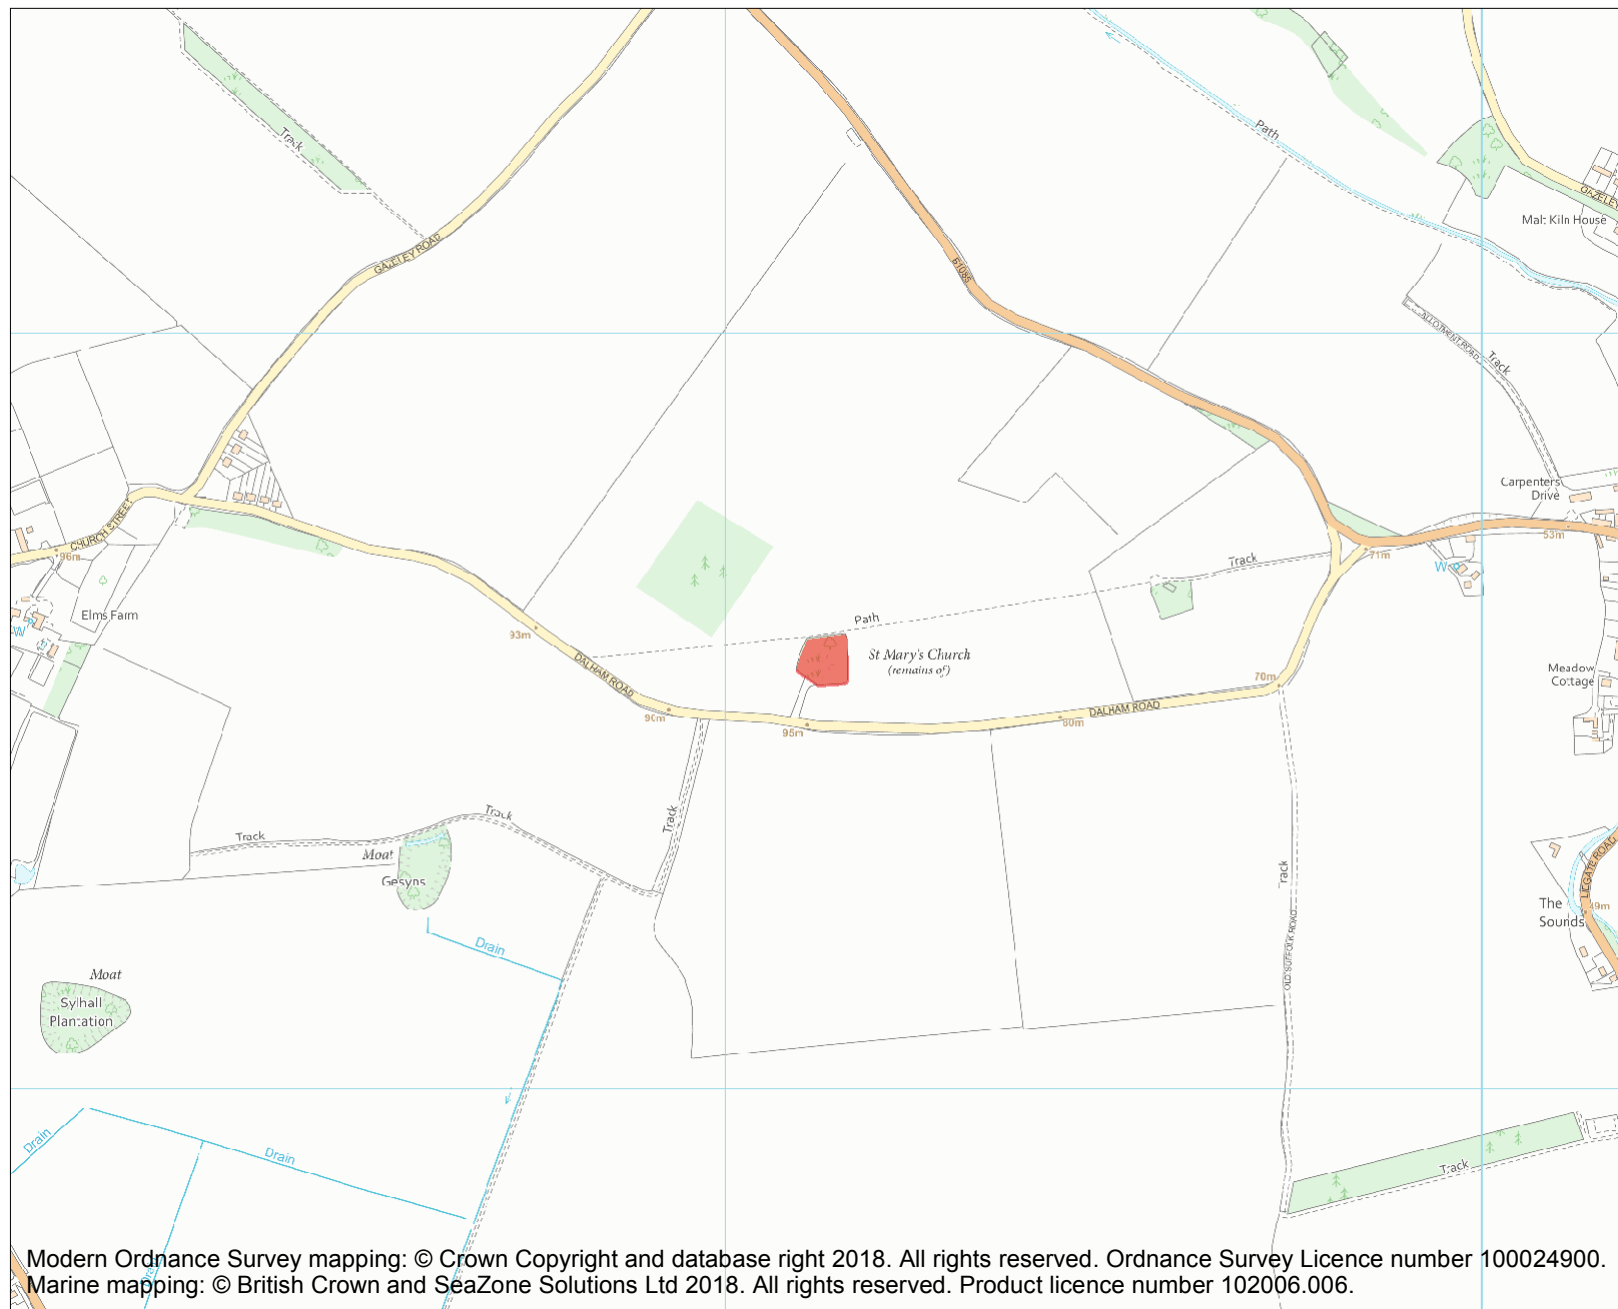 Path
Track
Malt Kiln House
GAZELEY
GAZELEY ROAD
B1085
ALLOTMENT ROAD
Track
Carpenters
Drive
CHURCH STREET
96m
Track
71m
53m
W
Elms Farm
W
93m
Path
St Mary's Church
(remains of)
DALHAM ROAD
Meadow
Cottage
70m
90m
95m
80m
DALHAM ROAD
Track
Track
Track
Moat
Gesyns
Track
LIDGATE ROAD
The
Sounds
49m
Drain
OLD SUFFOLK ROAD
Moat
Sylhall
Plantation
Drain
Drain
Track
Drain
Modern Ordnance Survey mapping: © Crown Copyright and database right 2018. All rights reserved. Ordnance Survey Licence number 100024900.
Marine mapping: © British Crown and SeaZone Solutions Ltd 2018. All rights reserved. Product licence number 102006.006.